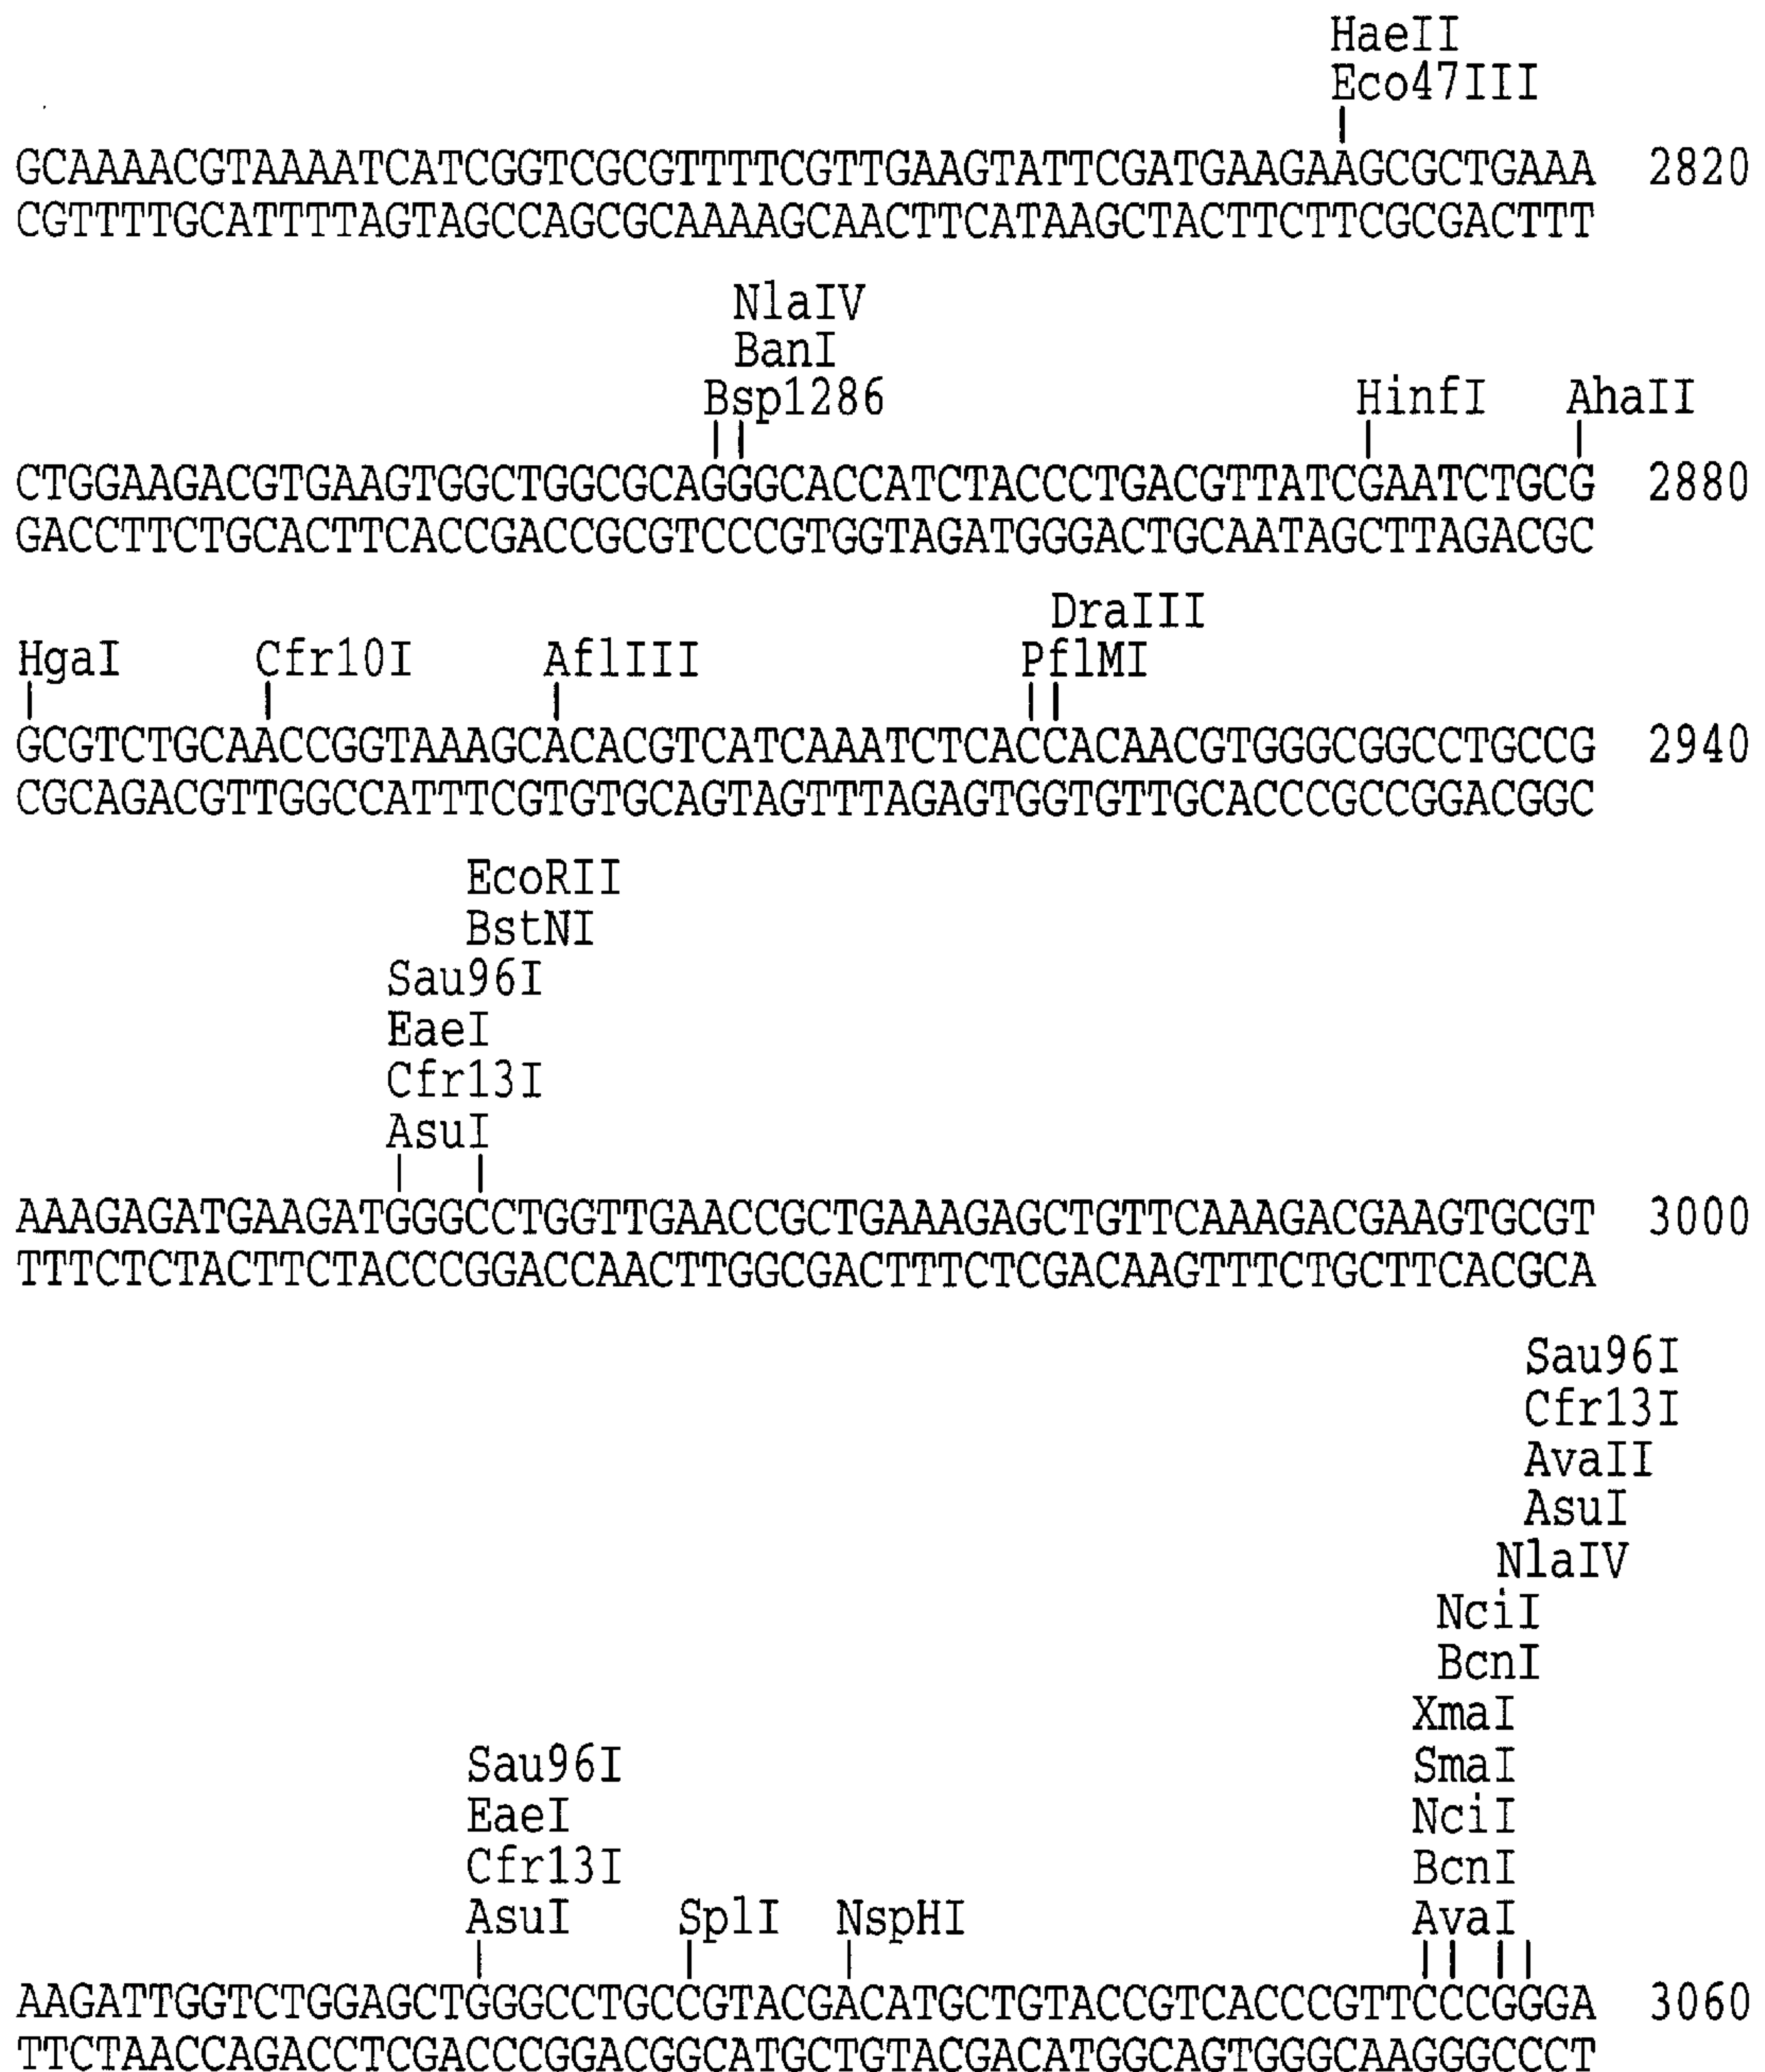 HaeII
Eco47III
GCAAAACGTAAAATCATCGGTCGCGTTTTCGTTGAAGTATTCGATGAAGAAGCGCTGAAA 2820
CGTTTTGCATTTTAGTAGCCAGCGCAAAAGCAACTTCATAAGCTACTTCTTCGCGACTTT
NlaIV
BanI
Bsp1286 HinfI AhaII
CTGGAAGACGTGAAGTGGCTGGCGCAGGGCACCATCTACCCTGACGTTATCGAATCTGCG 2880
GACCTTCTGCACTTCACCGACCGCGTCCCGTGGTAGATGGGACTGCAATAGCTTAGACGC
DraIII
HgaI Cfr10I AflIII PflMI
GCGTCTGCAACCGGTAAAGCACACGTCATCAAATCTCACCACAACGTGGGCGGCCTGCCG 2940
CGCAGACGTTGGCCATTTCGTGTGCAGTAGTTTAGAGTGGTGTTGCACCCGCCGGACGGC
EcoRII
BstNI
Sau96I
EaeI
Cfr13I
AsuI
AAAGAGATGAAGATGGGCCTGGTTGAACCGCTGAAAGAGCTGTTCAAAGACGAAGTGCGT 3000
TTTCTCTACTTCTACCCGGACCAACTTGGCGACTTTCTCGACAAGTTTCTGCTTCACGCA
Sau96I
Cfr13I
AvaII
AsuI
NlaIV
NciI
BcnI
XmaI
Sau96I SmaI
EaeI NciI
Cfr13I BcnI
AsuI SplI NspHI AvaI
AAGATTGGTCTGGAGCTGGGCCTGCCGTACGACATGCTGTACCGTCACCCGTTCCCGGGA 3060
TTCTAACCAGACCTCGACCCGGACGGCATGCTGTACGACATGGCAGTGGGCAAGGGCCCT